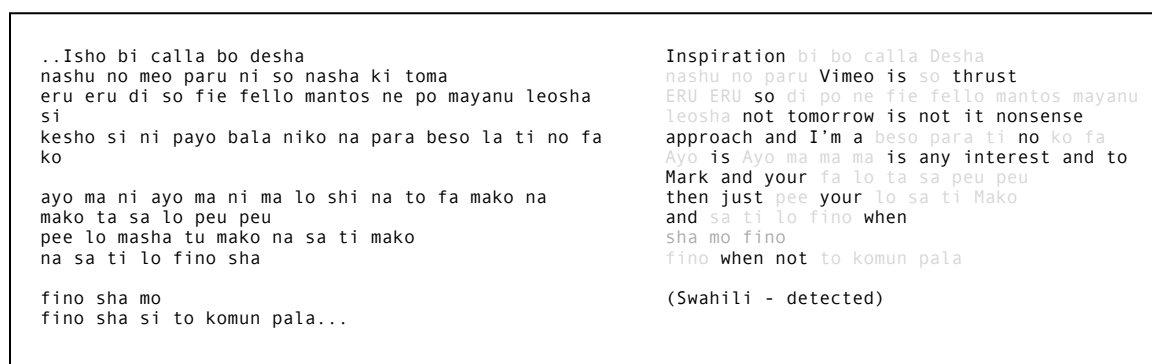 ..Isho bi calla bo desha
nashu no meo paru ni so nasha ki toma
eru eru di so fie fello mantos ne po mayanu leosha
si
kesho si ni payo bala niko na para beso la ti no fa
ko
ayo ma ni ayo ma ni ma lo shi na to fa mako na
mako ta sa lo peu peu
pee lo masha tu mako na sa ti mako
na sa ti lo fino sha
fino sha mo
fino sha si to komun pala...
Inspiration bi bo calla Desha
nashu no paru Vimeo is so thrust
ERU ERU so di po ne fie fello mantos mayanu
leosha not tomorrow is not it nonsense
approach and I'm a beso para ti no ko fa
Ayo is Ayo ma ma ma is any interest and to
Mark and your fa lo ta sa peu peu
then just pee your lo sa ti Mako
and sa ti lo fino when
sha mo fino
fino when not to komun pala
(Swahili - detected)